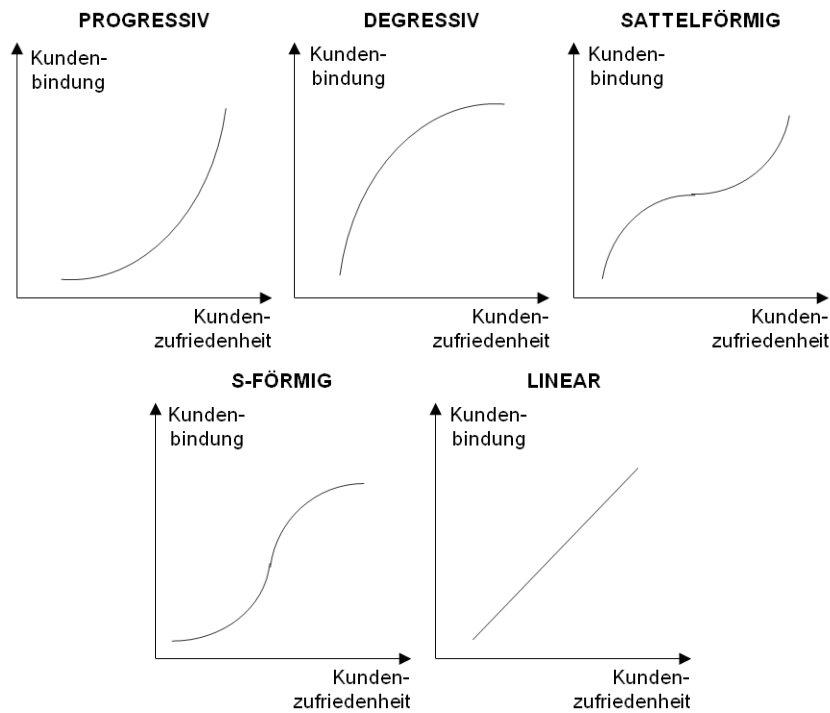 PROGRESSIV
Kunden-
bindung
Kunden-
zufriedenheit
DEGRESSIV
Kunden-
bindung
Kunden-
zufriedenheit
SATTELFÖRMIG
Kunden-
bindung
Kunden-
zufriedenheit
S-FÖRMIG
Kunden-
bindung
Kunden-
zufriedenheit
LINEAR
Kunden-
bindung
Kunden-
zufriedenheit